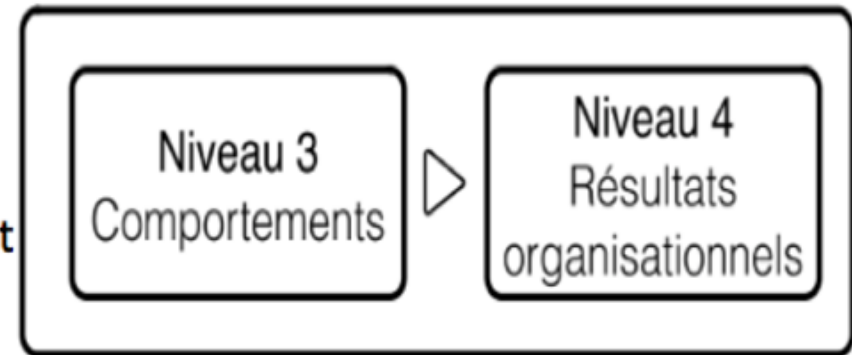 Niveau 3
Comportements
Niveau 4
Résultats
organisationnels
t